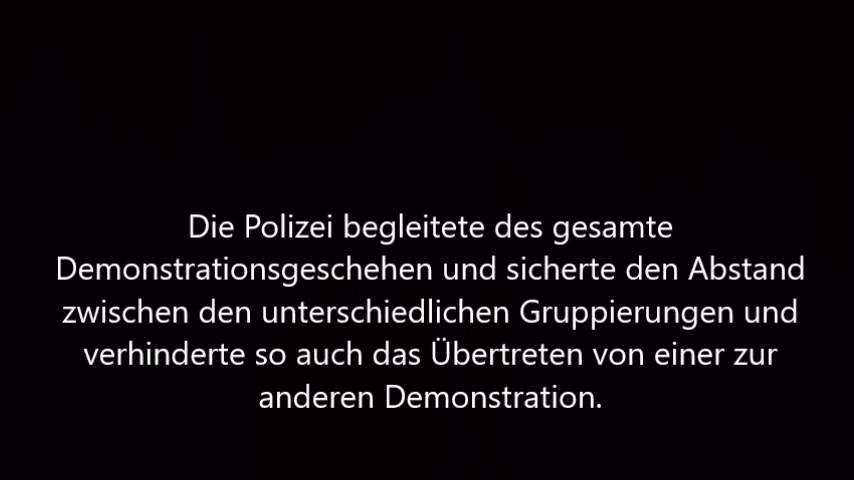 Die Polizei begleitete des gesamte
Demonstrationsgeschehen und sicherte den Abstand
zwischen den unterschiedlichen Gruppierungen und
verhinderte so auch das Übertreten von einer zur
anderen Demonstration.